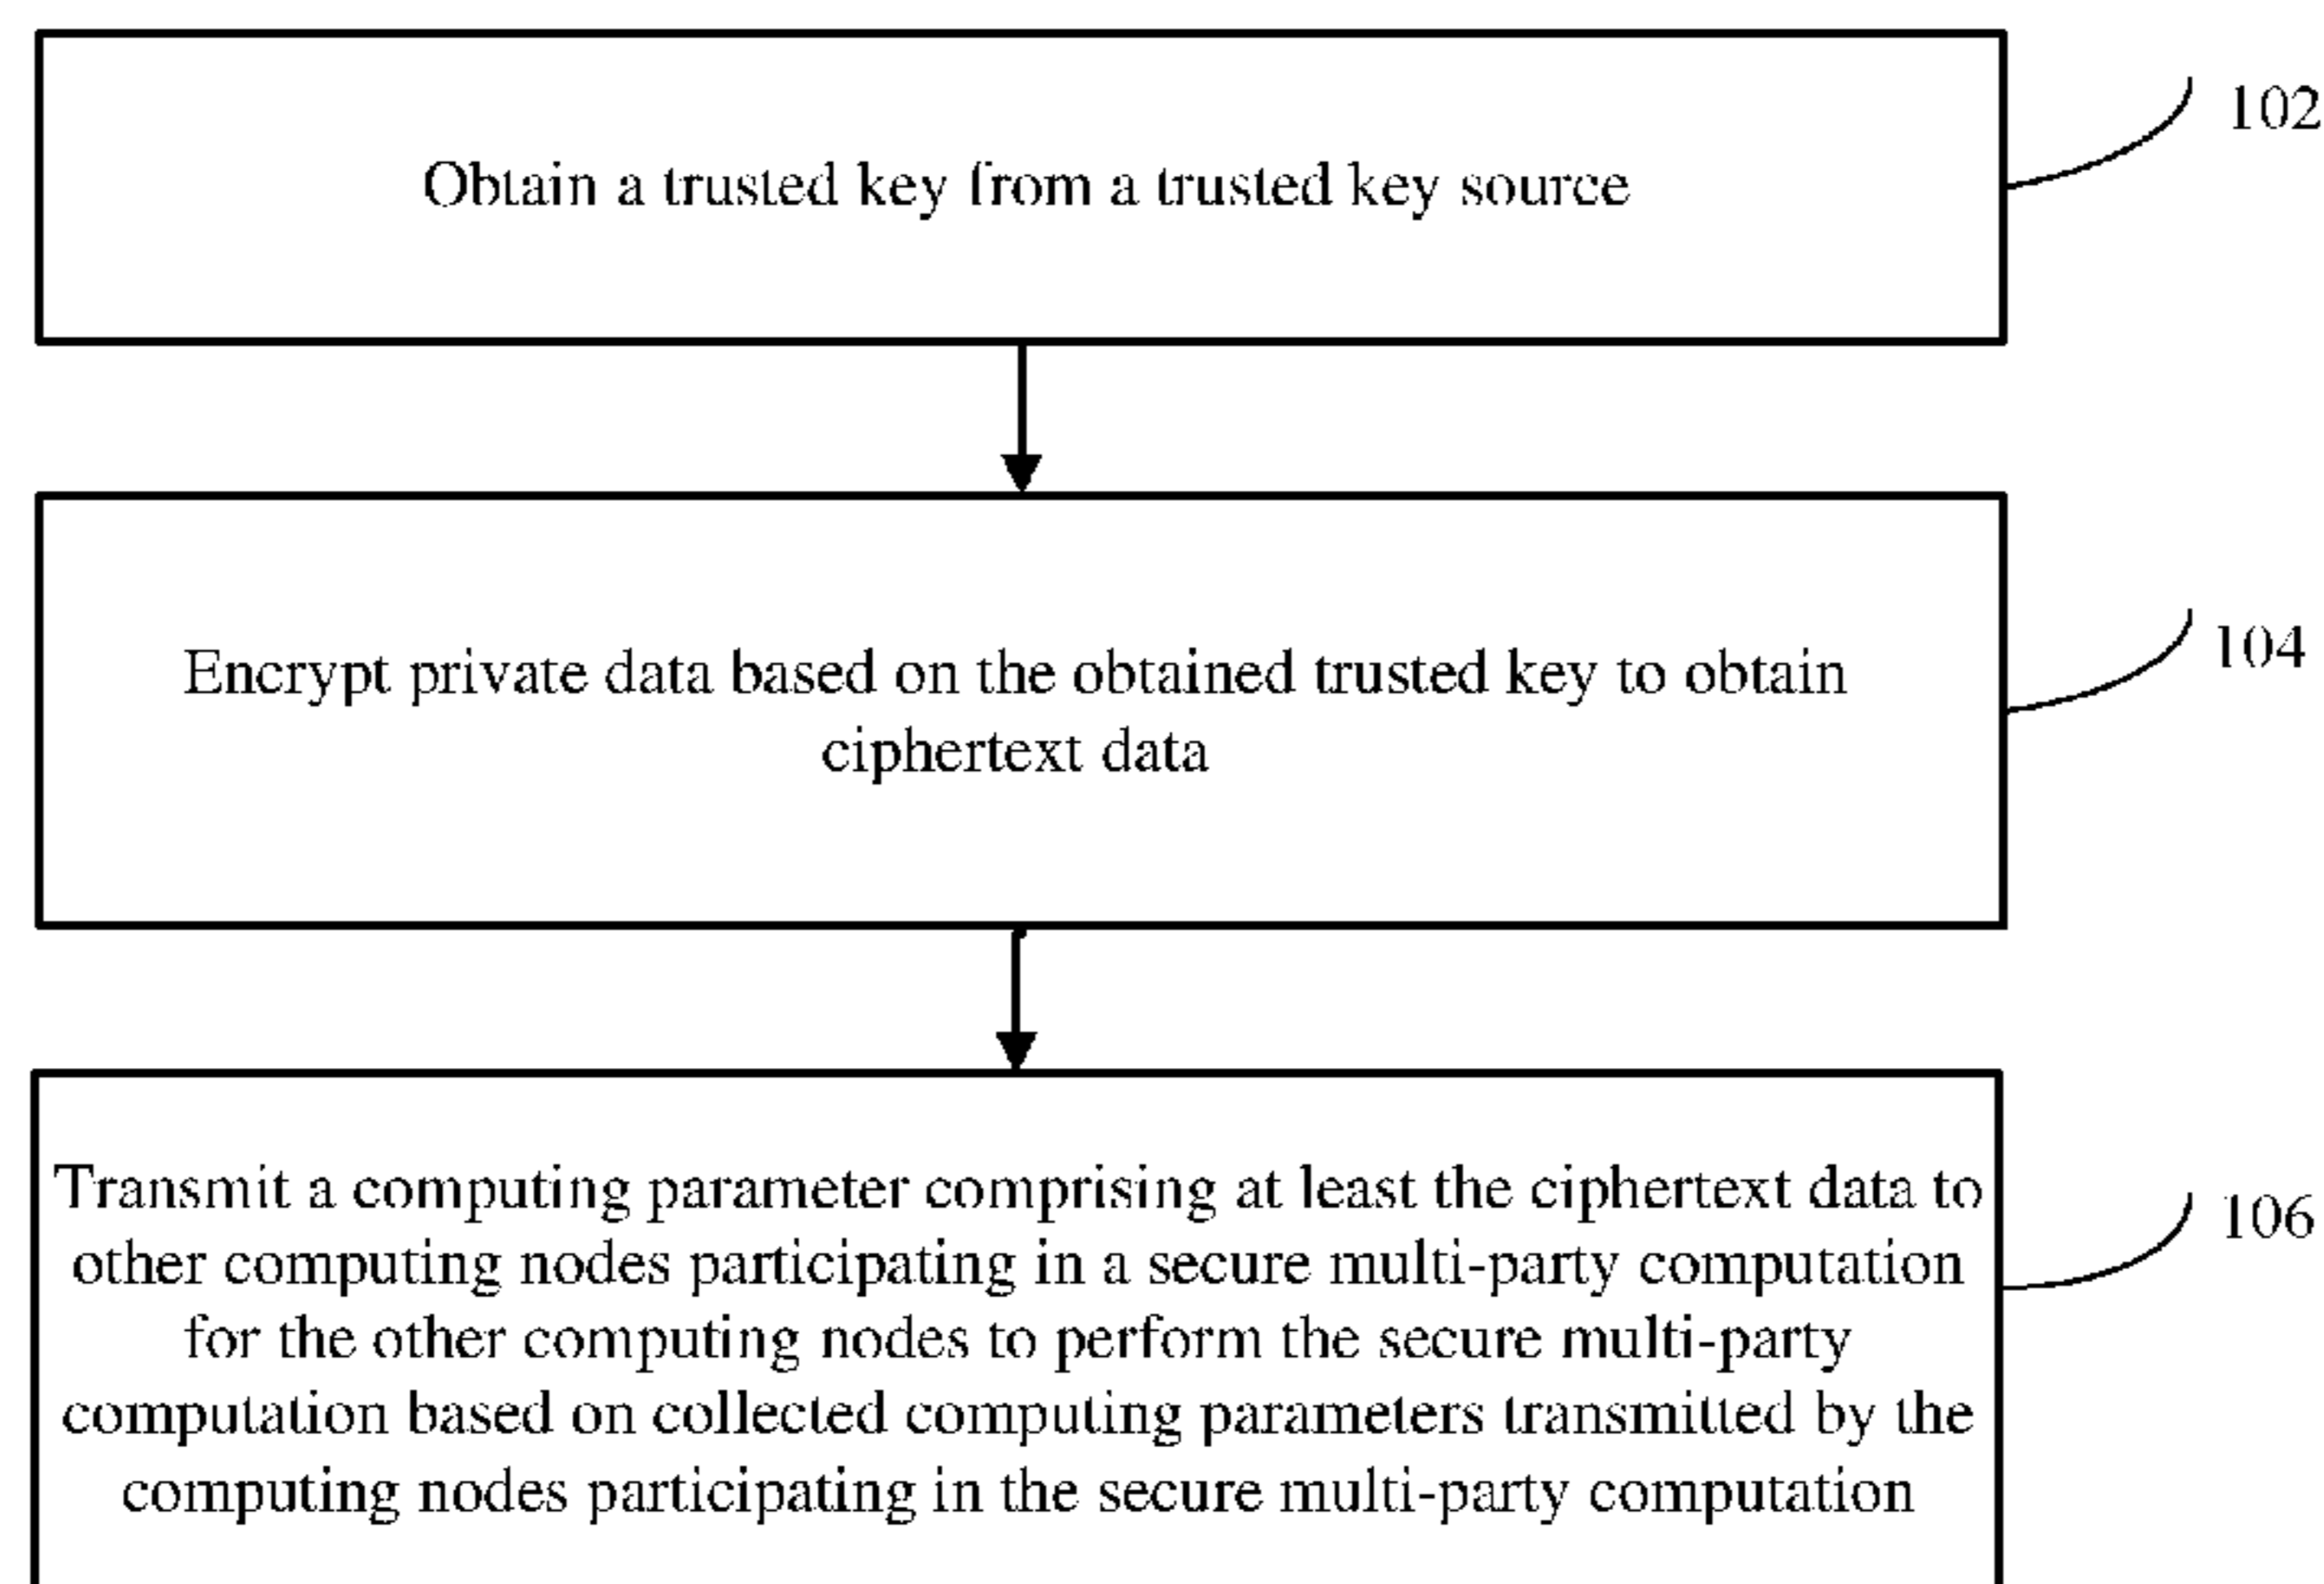 Obtain a trusted key from a trusted key source
102
Encrypt private data based on the obtained trusted key to obtain
ciphertext data
104
Transmit a computing parameter comprising at least the ciphertext data to
other computing nodes participating in a secure multi-party computation
for the other computing nodes to perform the secure multi-party
computation based on collected computing parameters transmitted by the
computing nodes participating in the secure multi-party computation
106